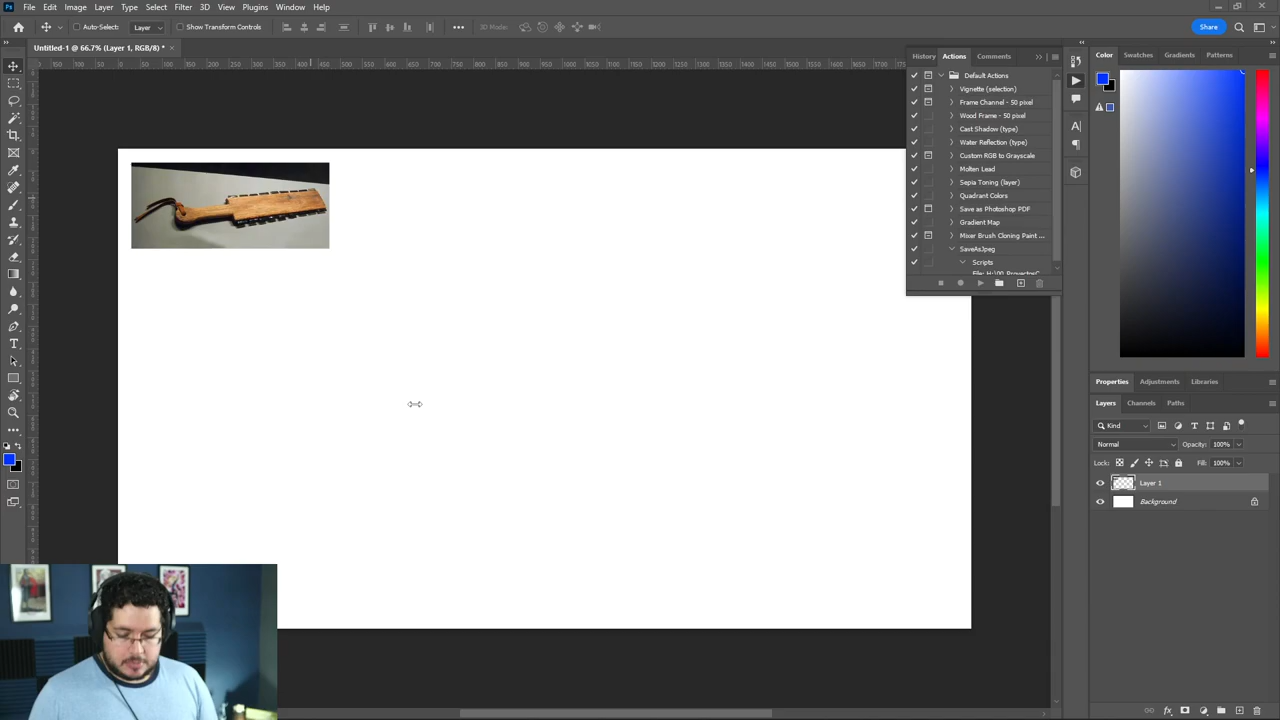 Ps File Edit Image Layer Type Select Filter 3D View Plugins Window Help
Auto-Select: Layer Show Transform Controls 3D Mode: Share
Untitled-1 @ 66.7% (Layer 1, RGB/8) *
History Actions Comments
Default Actions
Vignette (selection)
Frame Channel - 50 pixel
Wood Frame - 50 pixel
Cast Shadow (type)
Water Reflection (type)
Custom RGB to Grayscale
Molten Lead
Sepia Toning (layer)
Quadrant Colors
Save as Photoshop PDF
Gradient Map
Mixer Brush Cloning Paint ...
SaveAsJpeg
Scripts
Color Swatches Gradients Patterns
Properties Adjustments Libraries
Layers Channels Paths
Kind
Normal Opacity: 100%
Lock: Fill: 100%
Layer 1
Background